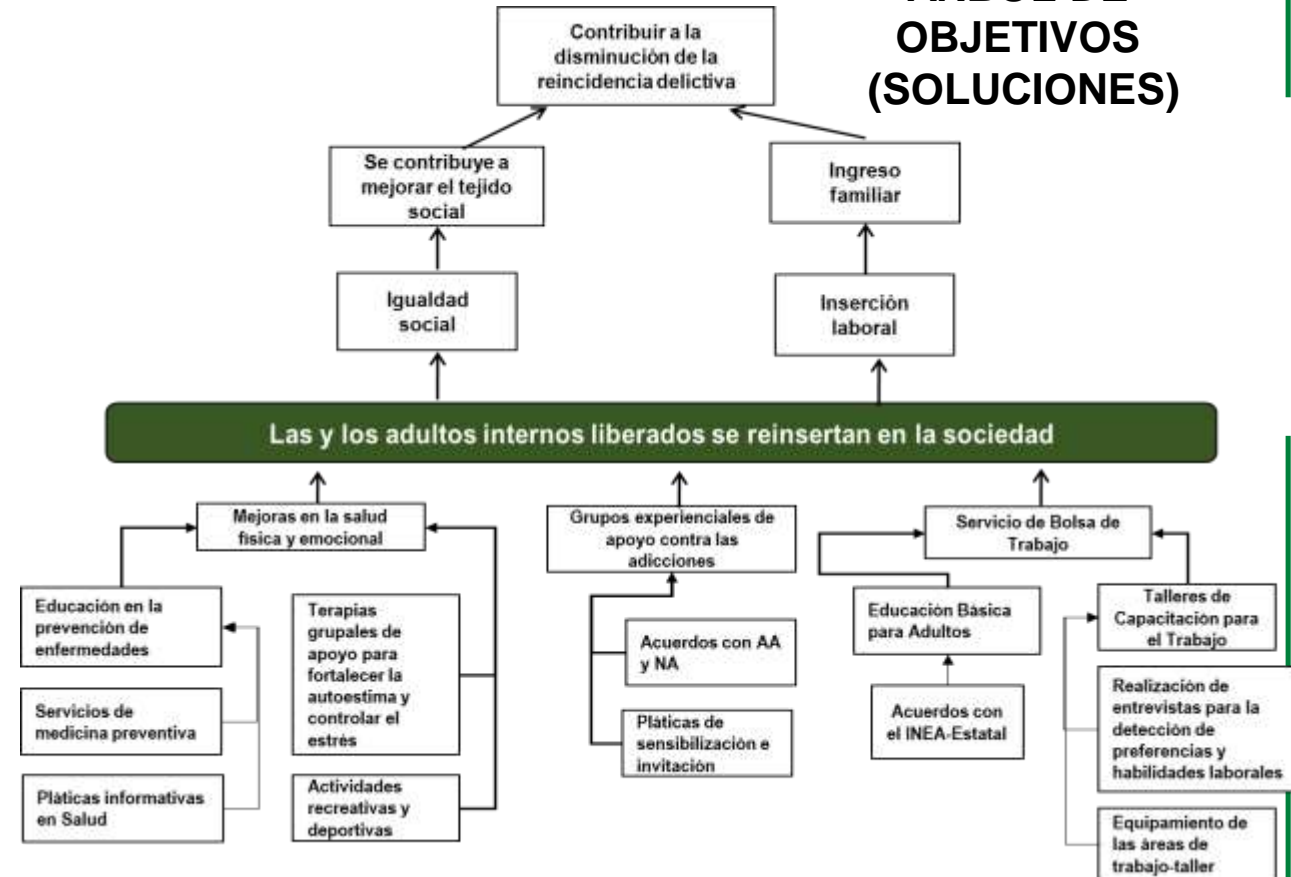 ÁRBOL DE
OBJETIVOS
(SOLUCIONES)
Contribuir a la
disminución de la
reincidencia delictiva
Se contribuye a
mejorar el tejido
social
Ingreso
familiar
Igualdad
social
Inserción
laboral
Las y los adultos internos liberados se reinsertan en la sociedad
Mejoras en la salud
física y emocional
Grupos experienciales de
apoyo contra las
adicciones
Servicio de Bolsa de
Trabajo
Educación en la
prevención de
enfermedades
Terapias
grupales de
apoyo para
fortalecer la
autoestima y
controlar el
estrés
Acuerdos con AA
y NA
Educación Básica
para Adultos
Talleres de
Capacitación para
el Trabajo
Servicios de
medicina preventiva
Pláticas de
sensibilización e
invitación
Acuerdos con
el INEA-Estatal
Realización de
entrevistas para la
detección de
preferencias y
habilidades laborales
Pláticas informativas
en Salud
Actividades
recreativas y
deportivas
Equipamiento de
las áreas de
trabajo-taller